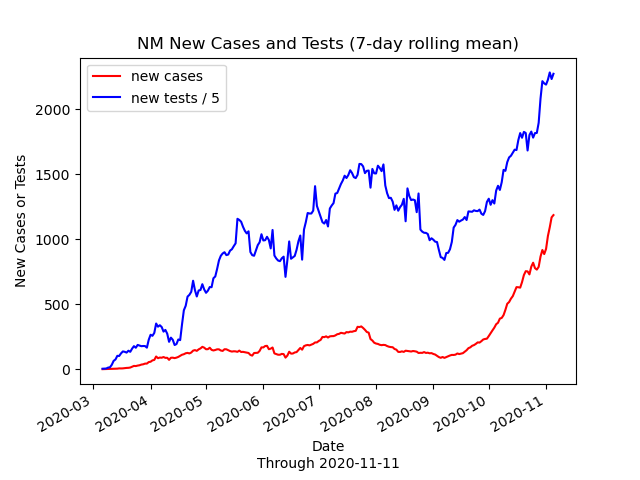 NM New Cases and Tests (7-day rolling mean)
new cases
new tests / 5
New Cases or Tests
2000
1500
1000
500
0
2020-03
2020-04
2020-05
2020-06
2020-07
2020-08
2020-09
2020-10
2020-11
Date
Through 2020-11-11